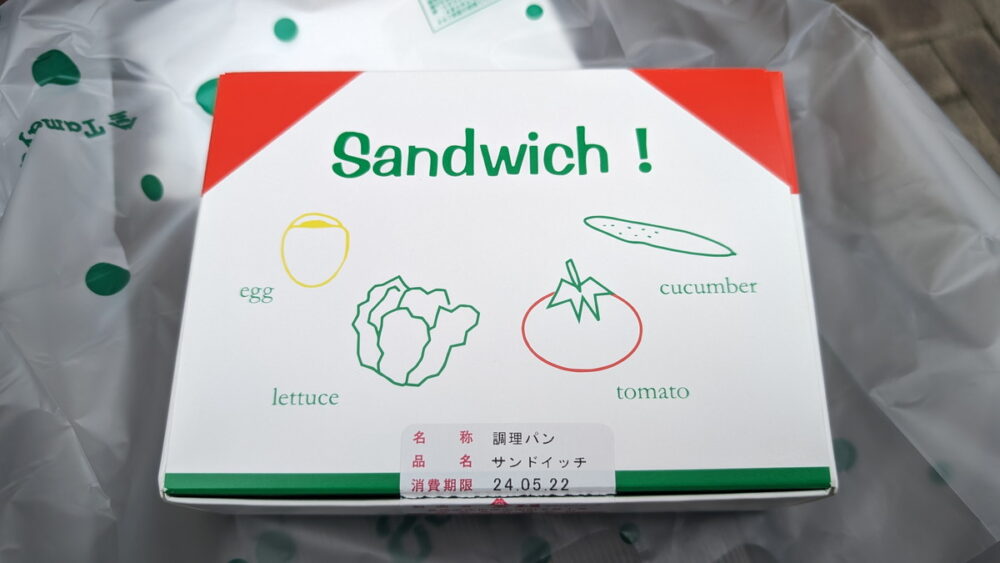 Sandwich !
egg
cucumber
lettuce
tomato
名 称 調理パン
品 名 サンドイッチ
消費期限 24.05.22